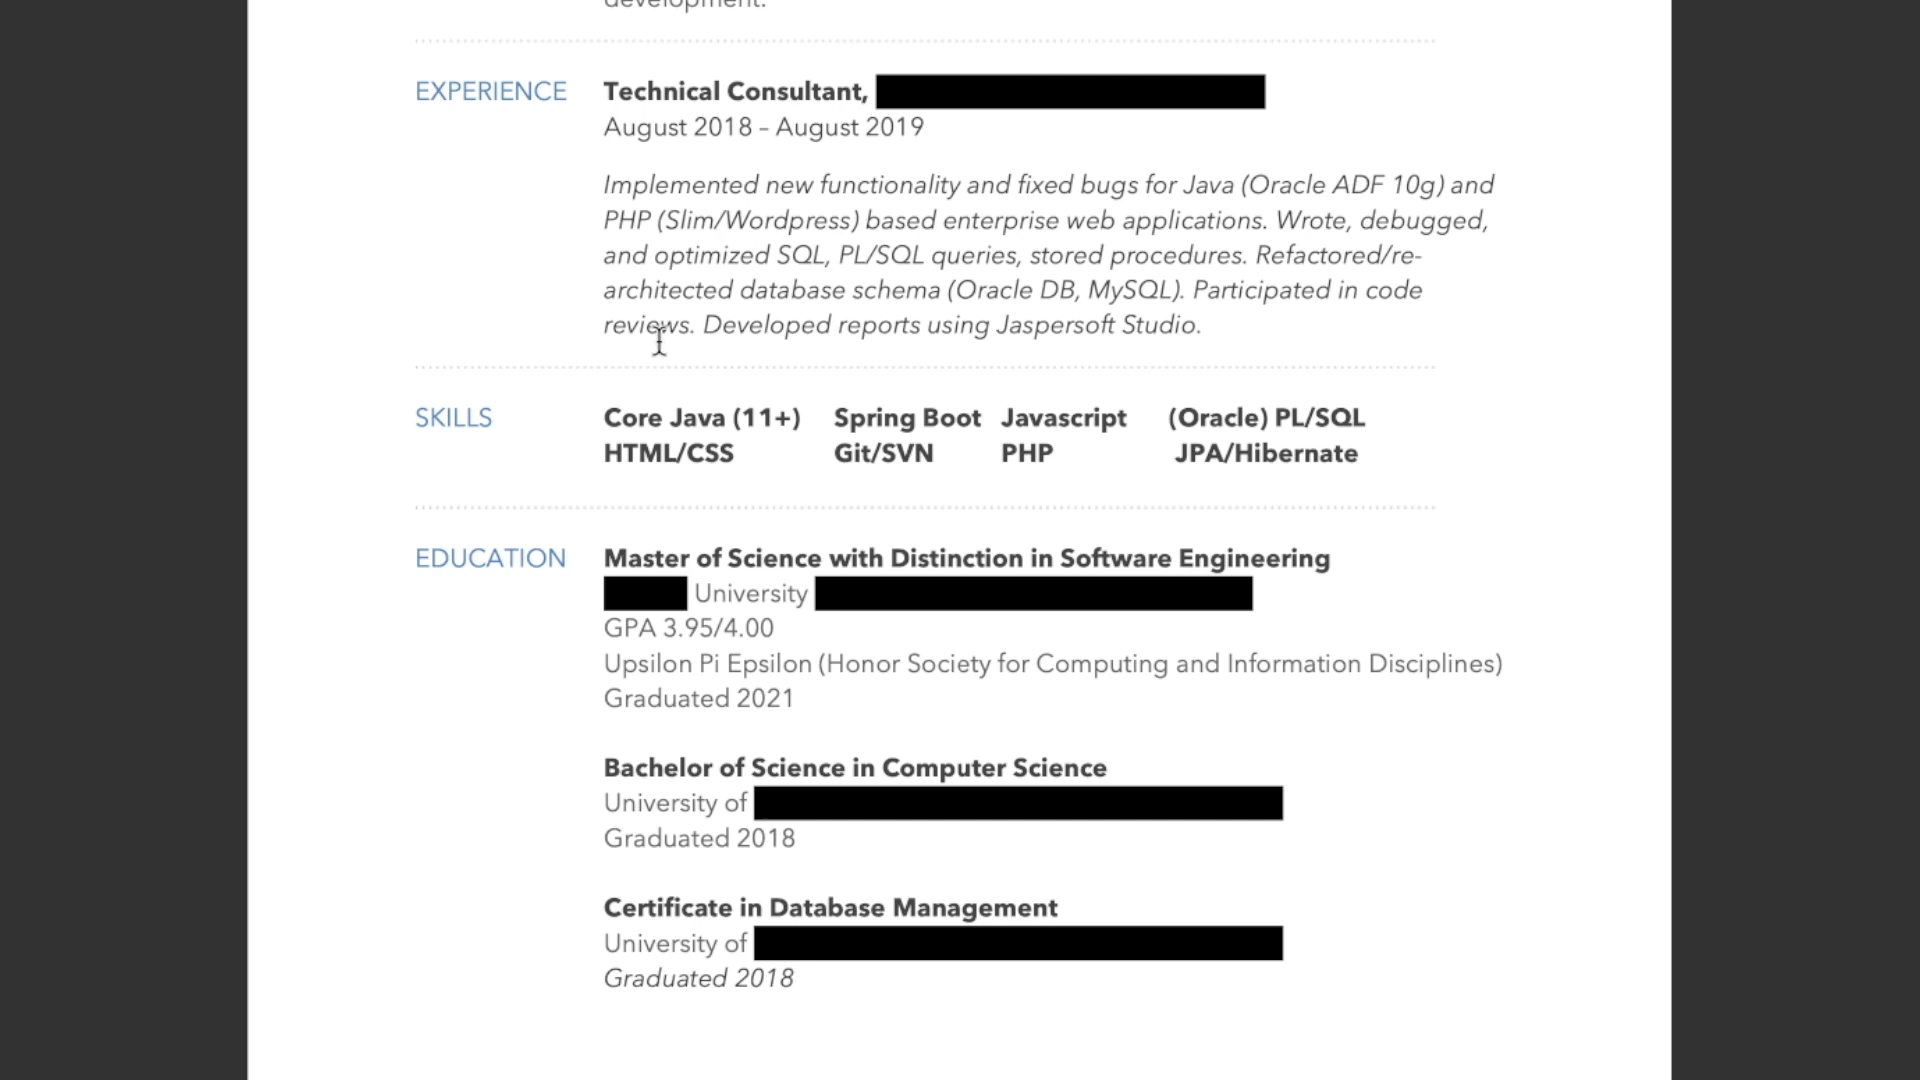 development.
EXPERIENCE
Technical Consultant,
August 2018 – August 2019
Implemented new functionality and fixed bugs for Java (Oracle ADF 10g) and
PHP (Slim/Wordpress) based enterprise web applications. Wrote, debugged,
and optimized SQL, PL/SQL queries, stored procedures. Refactored/re-
architected database schema (Oracle DB, MySQL). Participated in code
reviews. Developed reports using Jaspersoft Studio.
SKILLS
Core Java (11+) Spring Boot Javascript (Oracle) PL/SQL
HTML/CSS Git/SVN PHP JPA/Hibernate
EDUCATION
Master of Science with Distinction in Software Engineering
University
GPA 3.95/4.00
Upsilon Pi Epsilon (Honor Society for Computing and Information Disciplines)
Graduated 2021
Bachelor of Science in Computer Science
University of
Graduated 2018
Certificate in Database Management
University of
Graduated 2018